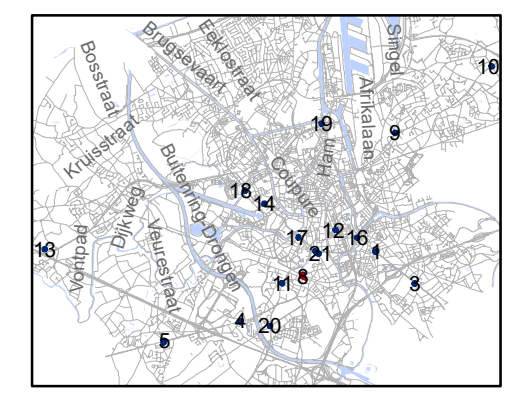 Brugsevaart
Eeklostraat
Singel
Bosstraat
10
Afrikalaan
19
9
Kruisstraat
Ham
Buitenring-Drongen
Coupure
18
14
Dijkweg
12
17
16
13
Vontpad
Veurestraat
21
1
8
11
3
4
20
5